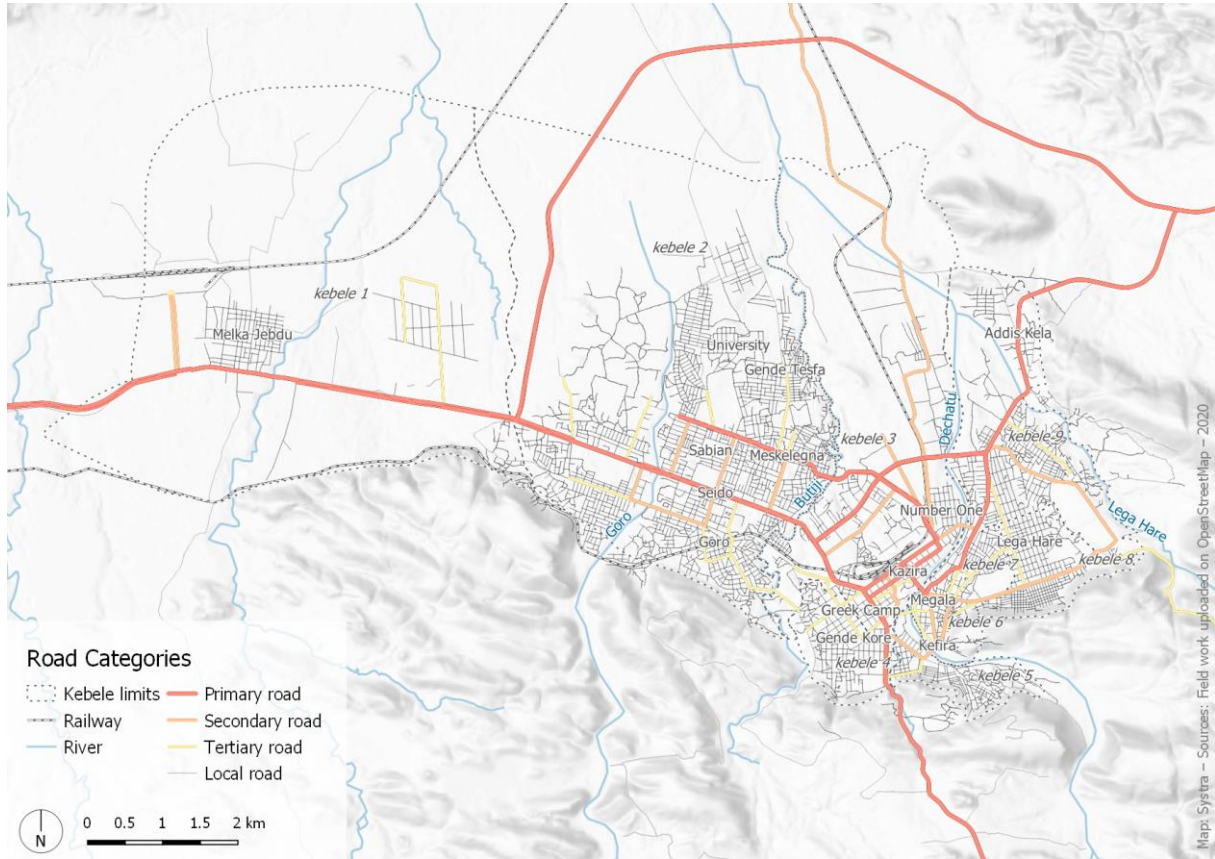 kebele 2
kebele 1
Melka Jebdu
Addis Kela
University
Gende Tesfa
Dechatu
kebele 3
kebele 9
Sabian
Meskelegna
Seido
Butiji
Number One
Lega Hare
Goro
Goro
Lega Hare
kebele 8
kebele 7
Kazira
Megala
Greek Camp
kebele 6
Gende Kore
Kefira
kebele 4
kebele 5
Road Categories
Kebele limits
Primary road
Railway
Secondary road
River
Tertiary road
Local road
N
0 0.5 1 1.5 2 km
Map: Systra – Sources: Field work uploaded on OpenStreetMap – 2020